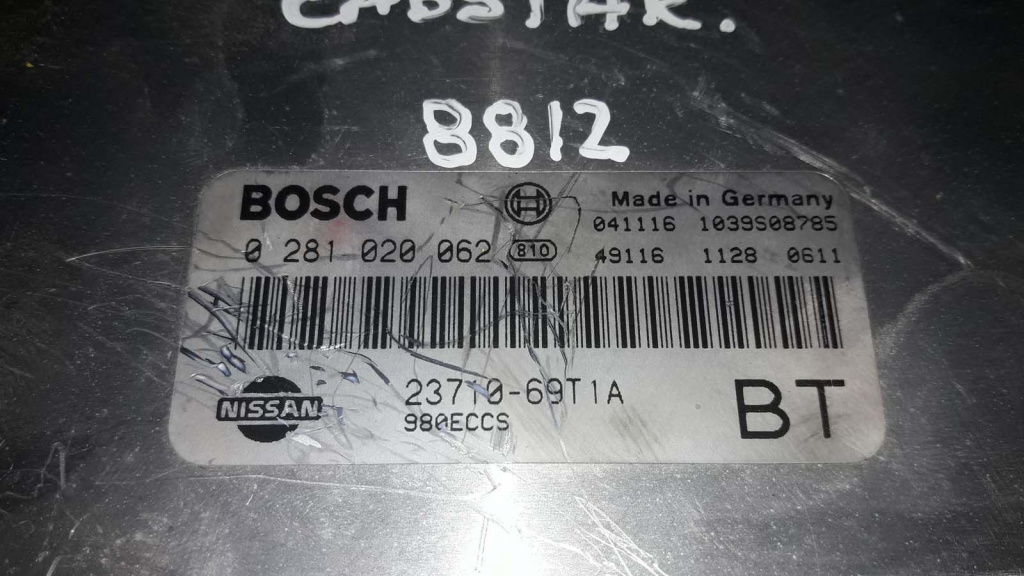 CABSTAR.
8812
BOSCH
Made in Germany
041116 1039S08785
0 281 020 062 810
49116 1128 0611
NISSAN
23710-69T1A
980ECCS
BT